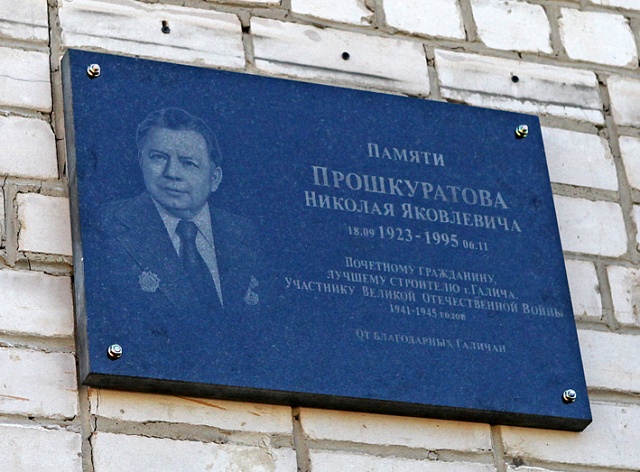 Памяти
Прошкуратова
Николая Яковлевича
18.09 1923-1995 06.11
Почетному гражданину,
лучшему строителю г. Галича,
участнику Великой Отечественной Войны
1941-1945 годов
От благодарных галичан